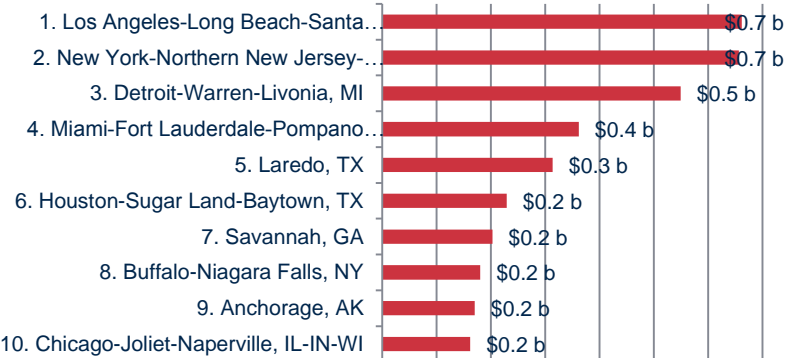 1. Los Angeles-Long Beach-Santa… $0.7 b
2. New York-Northern New Jersey-… $0.7 b
3. Detroit-Warren-Livonia, MI $0.5 b
4. Miami-Fort Lauderdale-Pompano… $0.4 b
5. Laredo, TX $0.3 b
6. Houston-Sugar Land-Baytown, TX $0.2 b
7. Savannah, GA $0.2 b
8. Buffalo-Niagara Falls, NY $0.2 b
9. Anchorage, AK $0.2 b
10. Chicago-Joliet-Naperville, IL-IN-WI $0.2 b